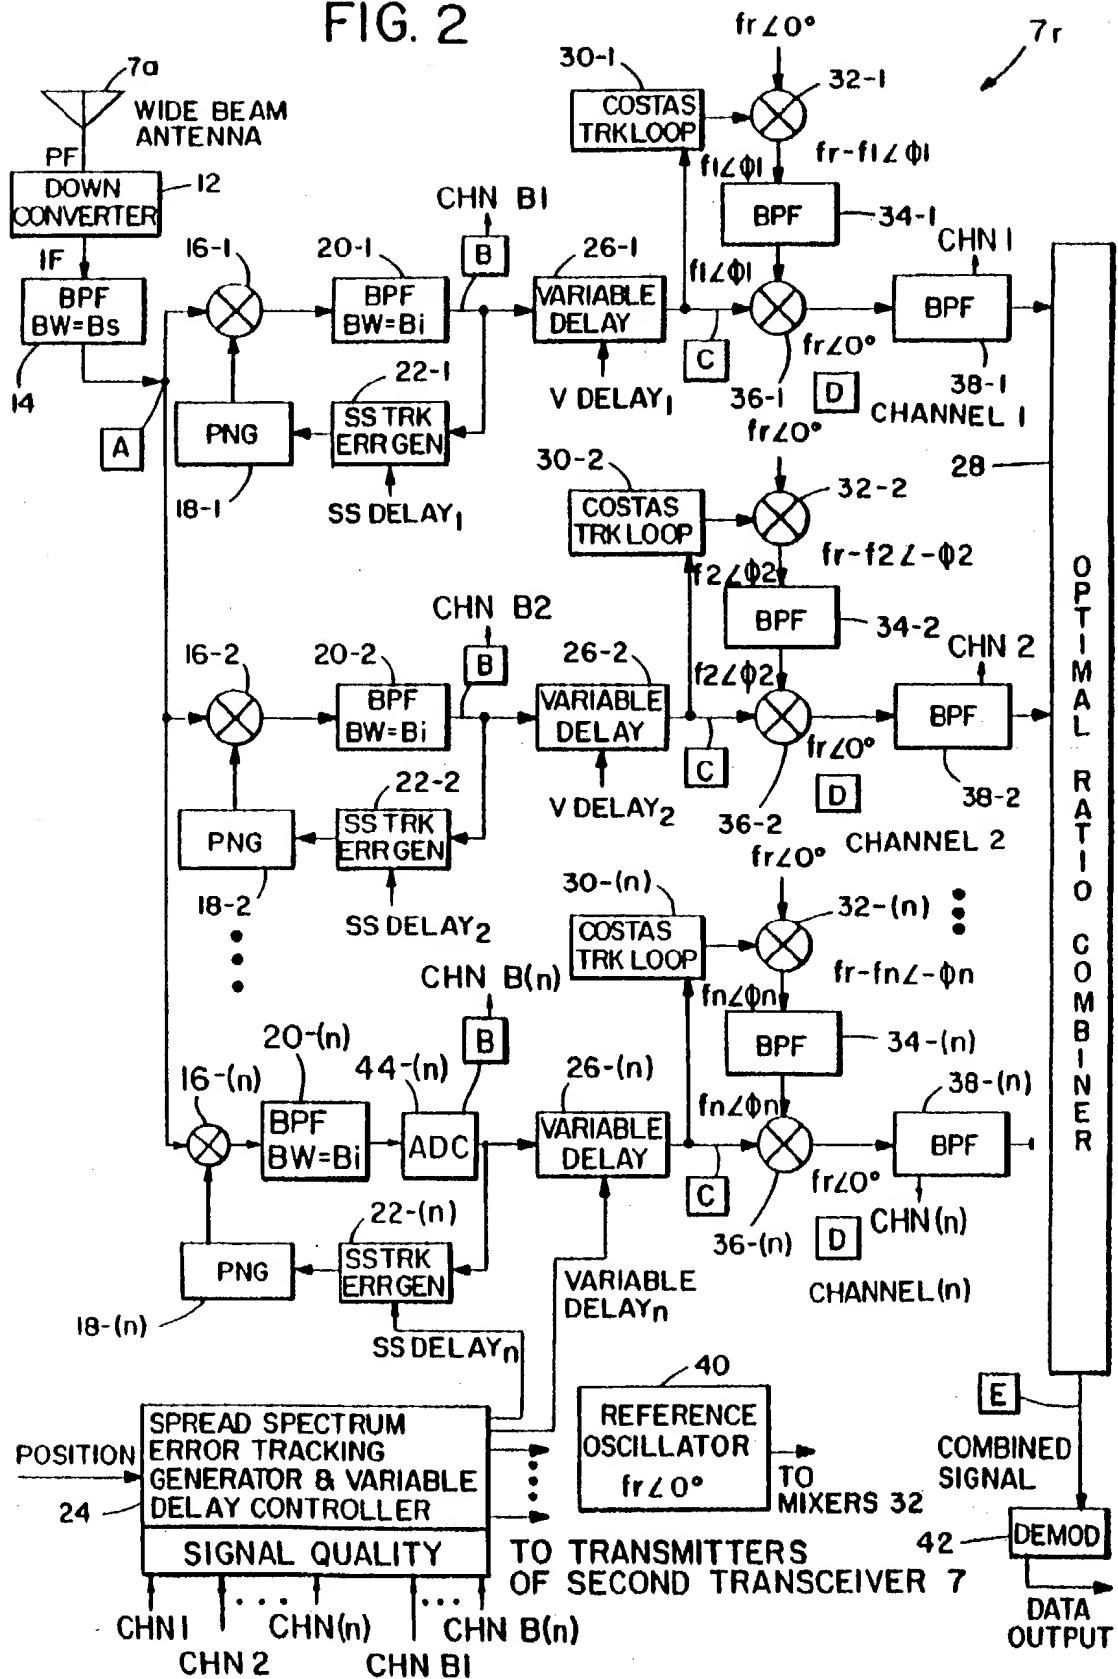 FIG. 2
7r
7a
WIDE BEAM
ANTENNA
PF
DOWN
CONVERTER
12
IF
BPF
BW=Bs
14
A
16-1
20-1
BPF
BW=Bi
CHN B1
B
26-1
VARIABLE
DELAY
V DELAY1
22-1
SS TRK
ERR GEN
SS DELAY1
PNG
18-1
30-1
COSTAS
TRK LOOP
fr∠0°
32-1
fr-f1∠ϕ1
f1∠ϕ1
BPF
34-1
f1∠ϕ1
C
36-1
fr∠0°
D
CHN 1
BPF
38-1
CHANNEL 1
28
OPTIMAL RATIO COMBINER
16-2
20-2
BPF
BW=Bi
CHN B2
B
26-2
VARIABLE
DELAY
V DELAY2
22-2
SS TRK
ERR GEN
SS DELAY2
PNG
18-2
30-2
COSTAS
TRK LOOP
fr∠0°
32-2
fr-f2∠-ϕ2
f2∠ϕ2
BPF
34-2
f2∠ϕ2
C
36-2
fr∠0°
D
CHN 2
BPF
38-2
CHANNEL 2
16-(n)
20-(n)
BPF
BW=Bi
44-(n)
ADC
CHN B(n)
B
26-(n)
VARIABLE
DELAY
VARIABLE
DELAYn
22-(n)
SS TRK
ERR GEN
SS DELAYn
PNG
18-(n)
30-(n)
COSTAS
TRK LOOP
fr∠0°
32-(n)
fr-fn∠-ϕn
fn∠ϕn
BPF
34-(n)
fn∠ϕn
C
36-(n)
fr∠0°
D
38-(n)
BPF
CHN(n)
CHANNEL(n)
POSITION
24
SPREAD SPECTRUM
ERROR TRACKING
GENERATOR & VARIABLE
DELAY CONTROLLER
SIGNAL QUALITY
CHN1
CHN 2
CHN(n)
CHN B1
CHN B(n)
TO TRANSMITTERS
OF SECOND TRANSCEIVER 7
40
REFERENCE
OSCILLATOR
fr∠0°
TO
MIXERS 32
E
COMBINED
SIGNAL
42
DEMOD
DATA
OUTPUT